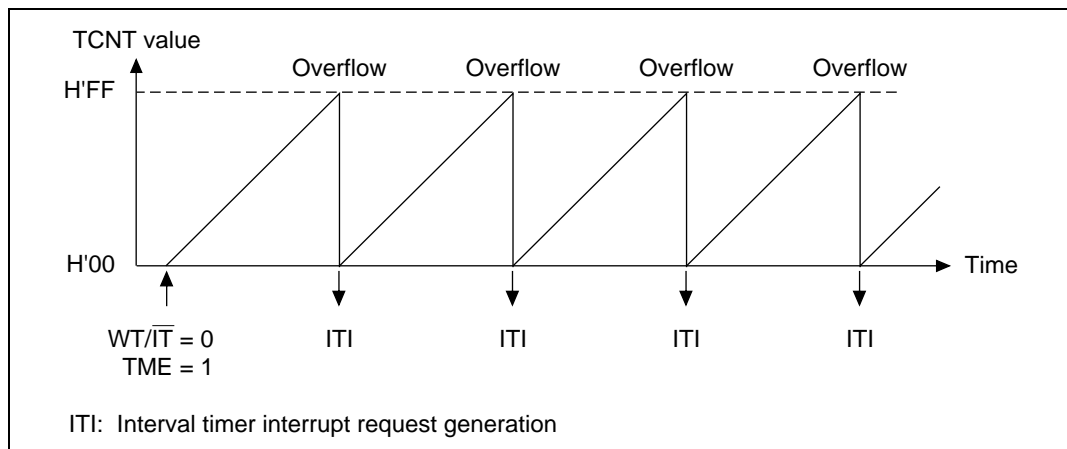 TCNT value
Overflow Overflow Overflow Overflow
H'FF
H'00
Time
WT/I̅T̅ = 0
TME = 1
ITI ITI ITI ITI
ITI: Interval timer interrupt request generation